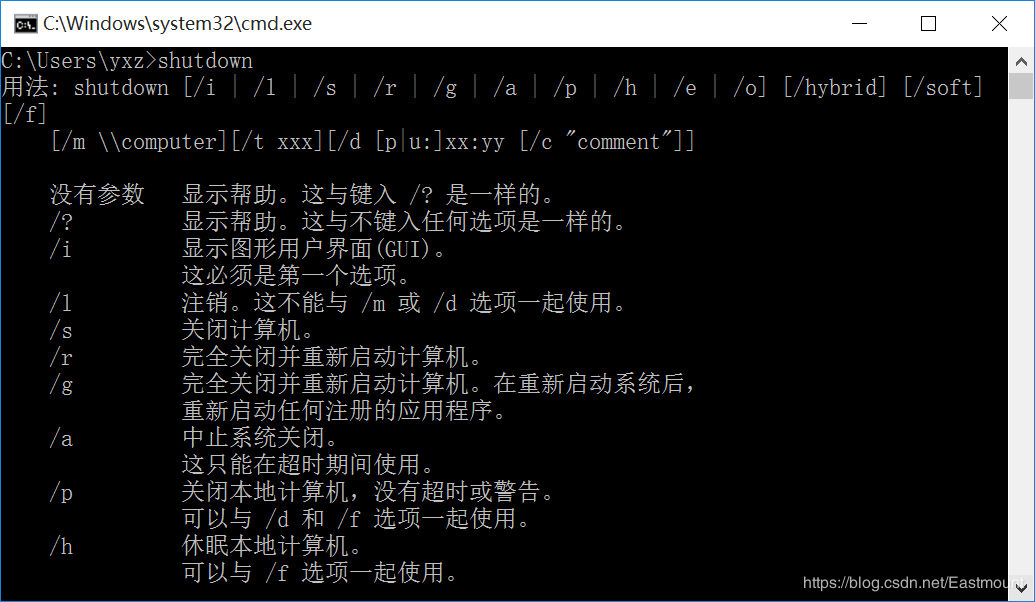 C:\Windows\system32\cmd.exe
C:\Users\yxz>shutdown
用法: shutdown [/i | /l | /s | /r | /g | /a | /p | /h | /e | /o] [/hybrid] [/soft]
[/f]
[/m \\computer][/t xxx][/d [p|u:]xx:yy [/c "comment"]]
没有参数 显示帮助。这与键入 /? 是一样的。
/? 显示帮助。这与不键入任何选项是一样的。
/i 显示图形用户界面(GUI)。
这必须是第一个选项。
/l 注销。这不能与 /m 或 /d 选项一起使用。
/s 关闭计算机。
/r 完全关闭并重新启动计算机。
/g 完全关闭并重新启动计算机。在重新启动系统后,
重新启动任何注册的应用程序。
/a 中止系统关闭。
这只能在超时期间使用。
/p 关闭本地计算机，没有超时或警告。
可以与 /d 和 /f 选项一起使用。
/h 休眠本地计算机。
可以与 /f 选项一起使用。
https://blog.csdn.net/Eastmount